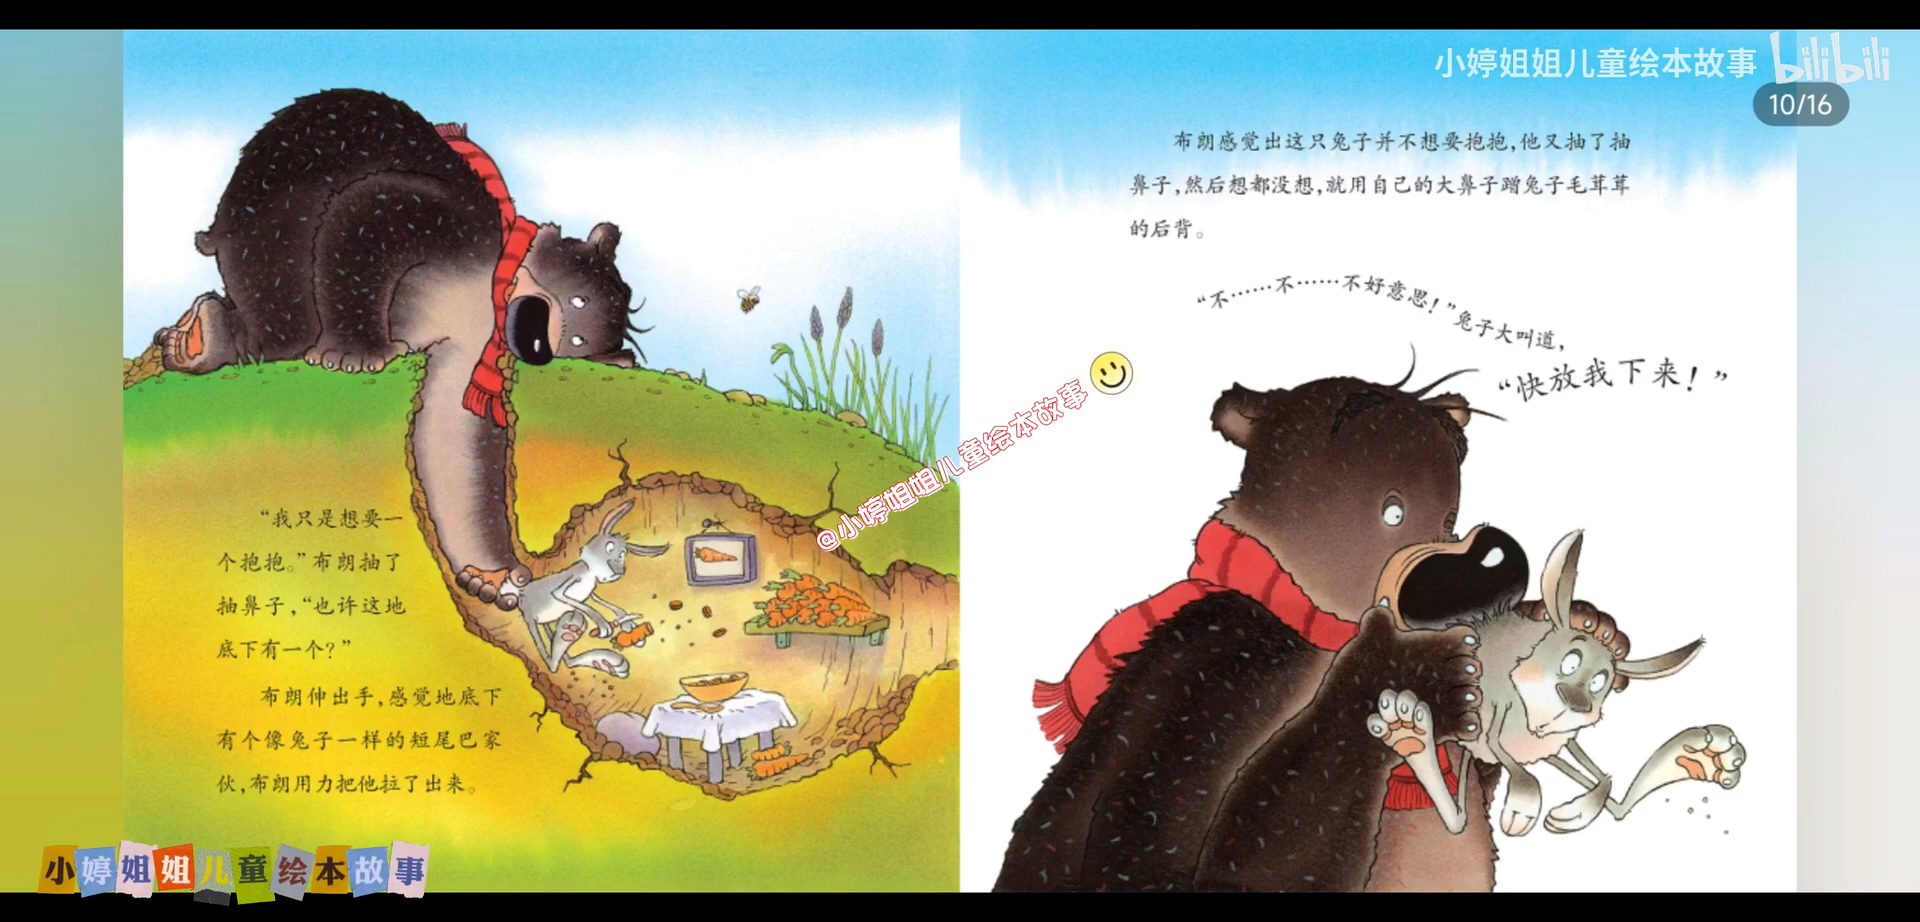 小婷姐姐儿童绘本故事 bilibili
10/16
“我只是想要一
个抱抱。”布朗抽了
抽鼻子，“也许这地
底下有一个？”
布朗伸出手，感觉地底下
有个像兔子一样的短尾巴家
伙，布朗用力把他拉了出来。
布朗感觉出这只兔子并不想要抱抱，他又抽了抽
鼻子，然后想都没想，就用自己的大鼻子蹭兔子毛茸茸
的后背。
“不……不……不好意思！”兔子大叫道，
“快放我下来！”
@小婷姐姐儿童绘本故事
小婷姐姐儿童绘本故事